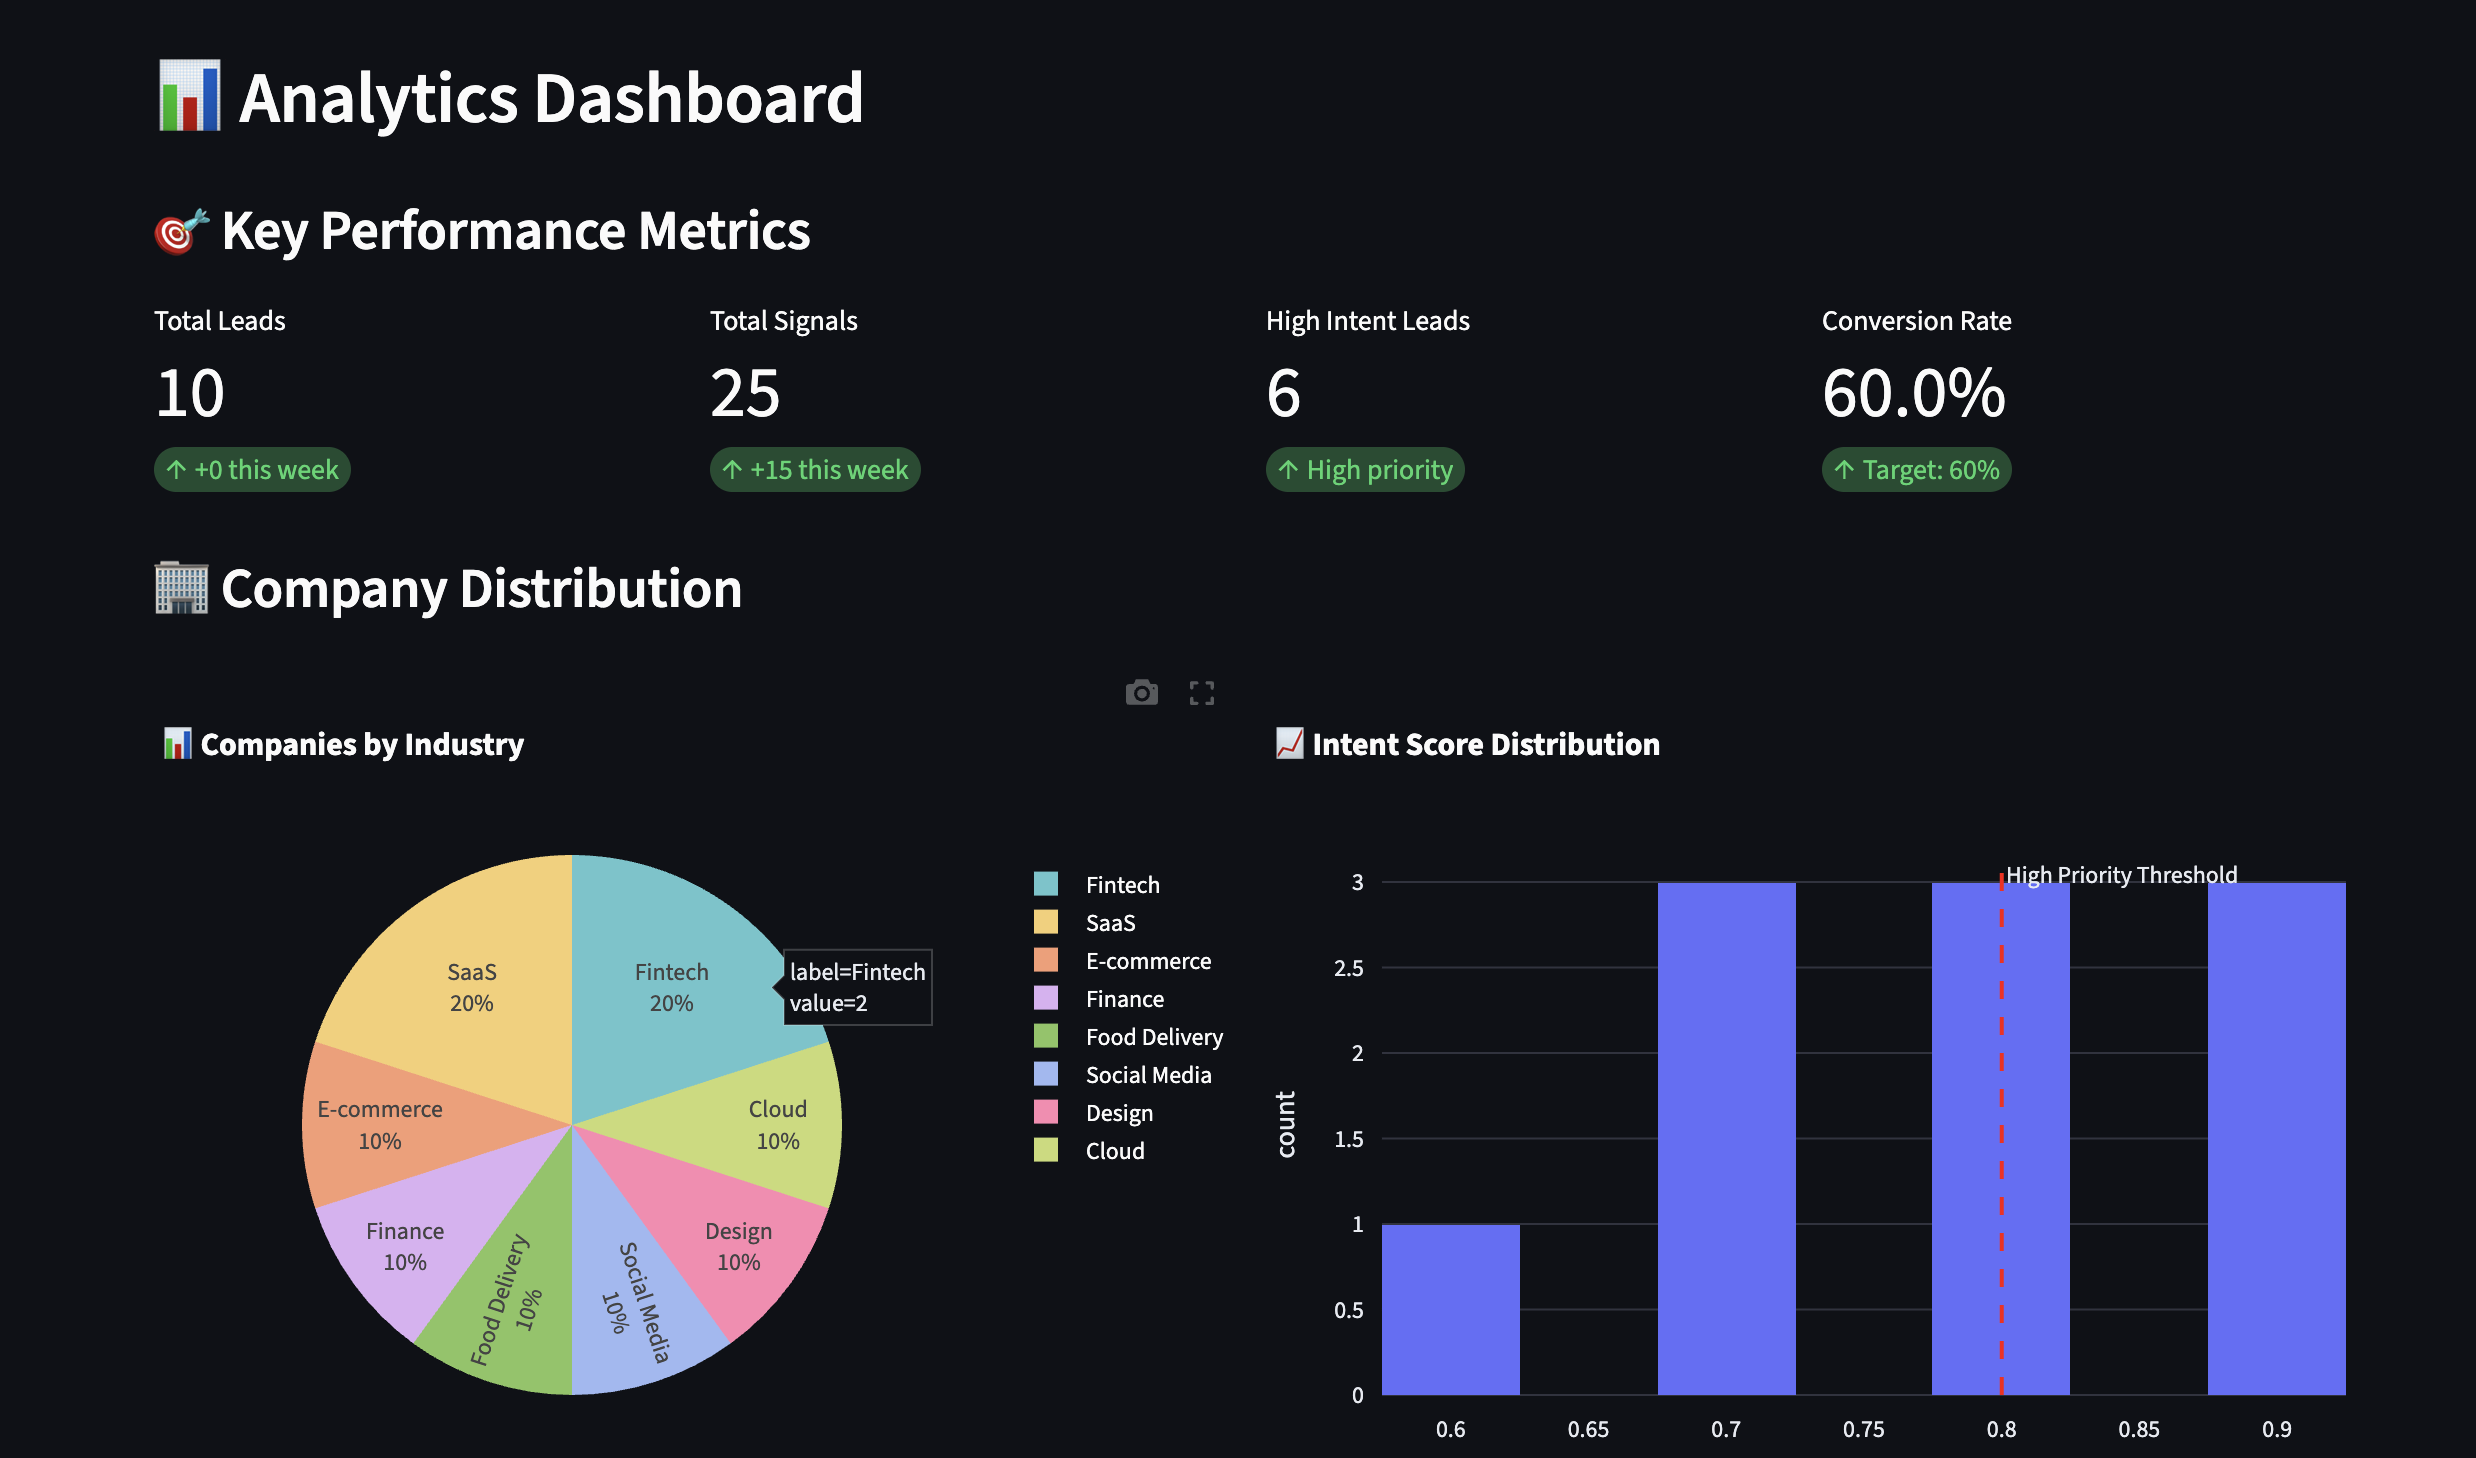 Analytics Dashboard
Key Performance Metrics
Total Leads
10
↑ +0 this week
Total Signals
25
↑ +15 this week
High Intent Leads
6
↑ High priority
Conversion Rate
60.0%
↑ Target: 60%
Company Distribution
Companies by Industry
SaaS
20%
Fintech
20%
label=Fintech
value=2
E-commerce
10%
Cloud
10%
Finance
10%
Food Delivery
10%
Social Media
10%
Design
10%
Fintech
SaaS
E-commerce
Finance
Food Delivery
Social Media
Design
Cloud
Intent Score Distribution
High Priority Threshold
3
2.5
2
1.5
1
0.5
0
count
0.6
0.65
0.7
0.75
0.8
0.85
0.9